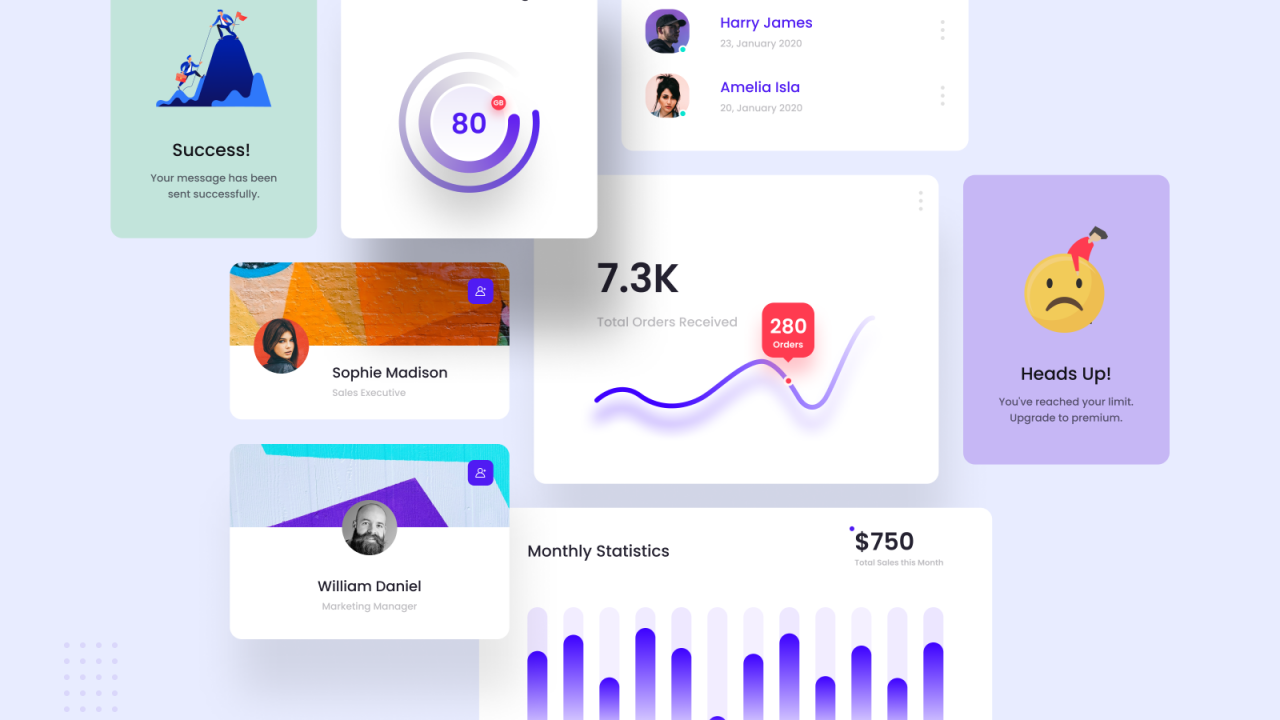 Success!
Your message has been
sent successfully.
80
GB
Harry James
23, January 2020
Amelia Isla
20, January 2020
7.3K
Total Orders Received
280
Orders
Heads Up!
You've reached your limit.
Upgrade to premium.
Sophie Madison
Sales Executive
William Daniel
Marketing Manager
Monthly Statistics
$750
Total Sales this Month